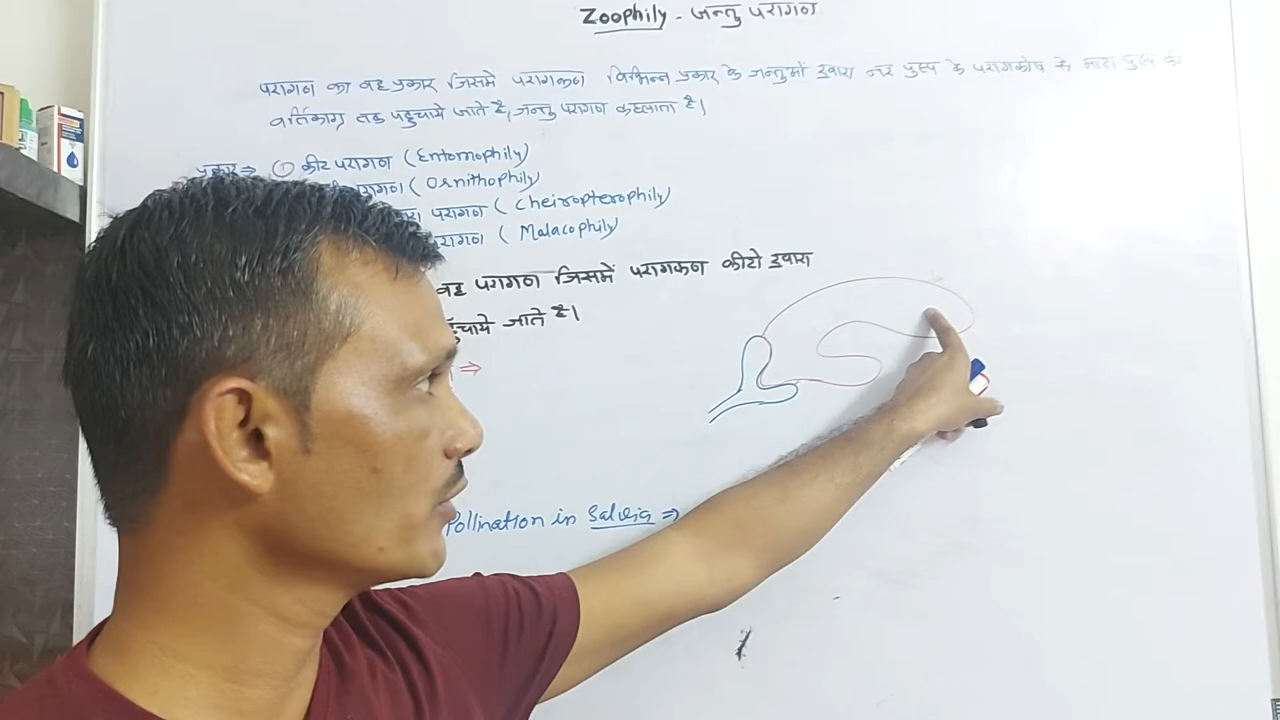 Zoophily - जन्तु परागण
परागण का वह प्रकार जिसमे परागकण विभिन्न प्रकार के जन्तुओं द्वारा नर पुष्प के परागकोष से मादा पुष्प की
वर्तिकाग्र तक पहुचाये जाते है, जन्तु परागण कहलाता है।
प्रकार ⇒ ① कीट परागण (Entomophily)
परागण (Ornithophily)
परागण (Cheiropterophily)
परागण (Malacophily)
वह परागण जिसमें परागकण कीटो द्वारा
जाते है।
⇒
Pollination in Salvia ⇒